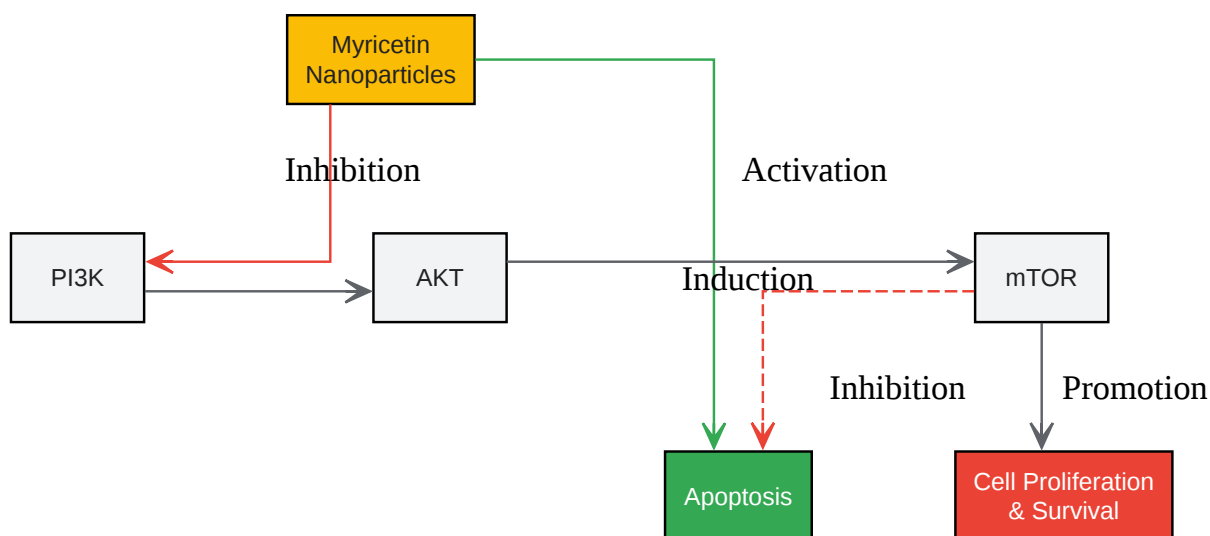 Myricetin
Nanoparticles
Inhibition
Activation
PI3K
AKT
Induction
mTOR
Inhibition
Promotion
Apoptosis
Cell Proliferation
& Survival